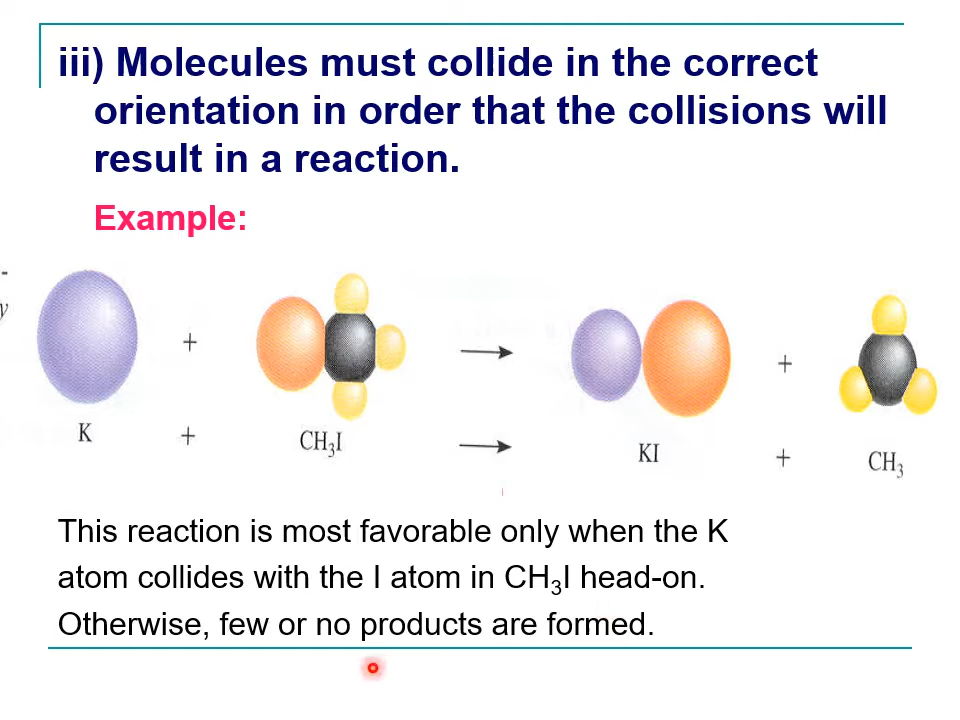 iii) Molecules must collide in the correct
orientation in order that the collisions will
result in a reaction.
Example:
-
y
+ → +
K + CH₃I → KI + CH₃
This reaction is most favorable only when the K
atom collides with the I atom in CH₃I head-on.
Otherwise, few or no products are formed.